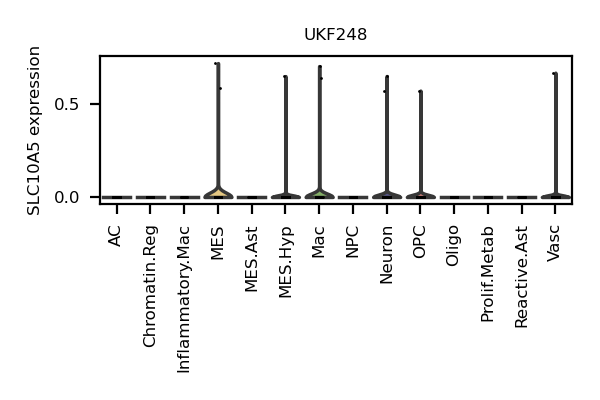 UKF248
SLC10A5 expression
0.5
0.0
AC
Chromatin.Reg
Inflammatory.Mac
MES
MES.Ast
MES.Hyp
Mac
NPC
Neuron
OPC
Oligo
Prolif.Metab
Reactive.Ast
Vasc